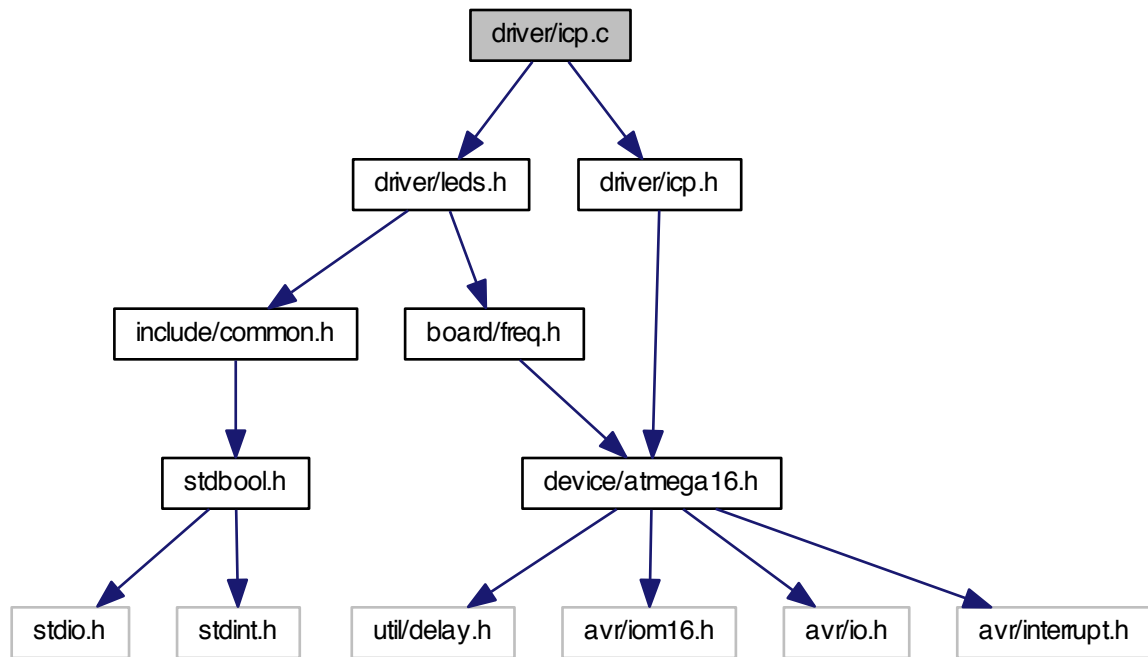 driver/icp.c
driver/leds.h
driver/icp.h
include/common.h
board/freq.h
stdbool.h
device/atmega16.h
stdio.h
stdint.h
util/delay.h
avr/iom16.h
avr/io.h
avr/interrupt.h